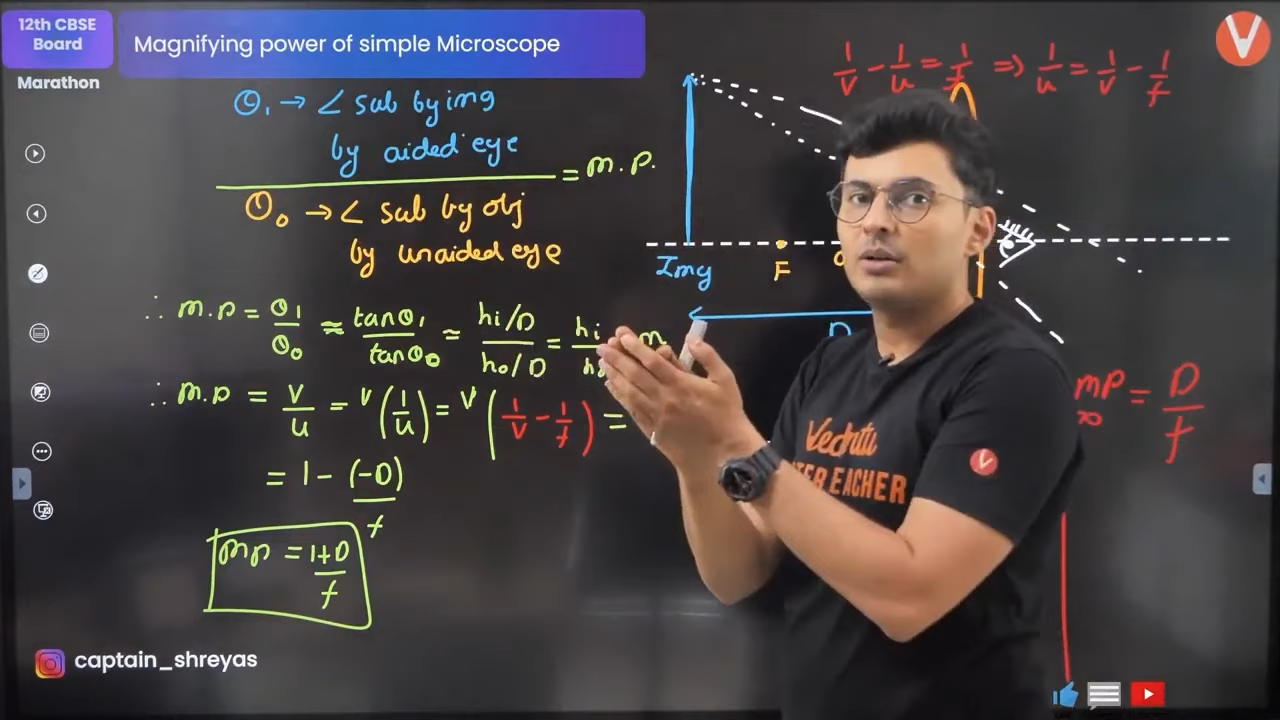 12th CBSE
Board
Marathon
Magnifying power of simple Microscope
θ₁ → ∠ sub by img
by aided eye
= M.P.
θ₀ → ∠ sub by obj
by unaided eye
1/v - 1/u = 1/f ⇒ 1/u = 1/v - 1/f
Img
F
D
∴ M.P = θ₁/θ₀ ≈ tanθ₁/tanθ₀ ≈ hi/D / h₀/D = hi/h₀ m
∴ M.P = v/u = v(1/u) = v(1/v - 1/f) =
= 1 - (-D)/f
MP = 1+D/f
MP∞ = D/f
Vedantu
captain_shreyas